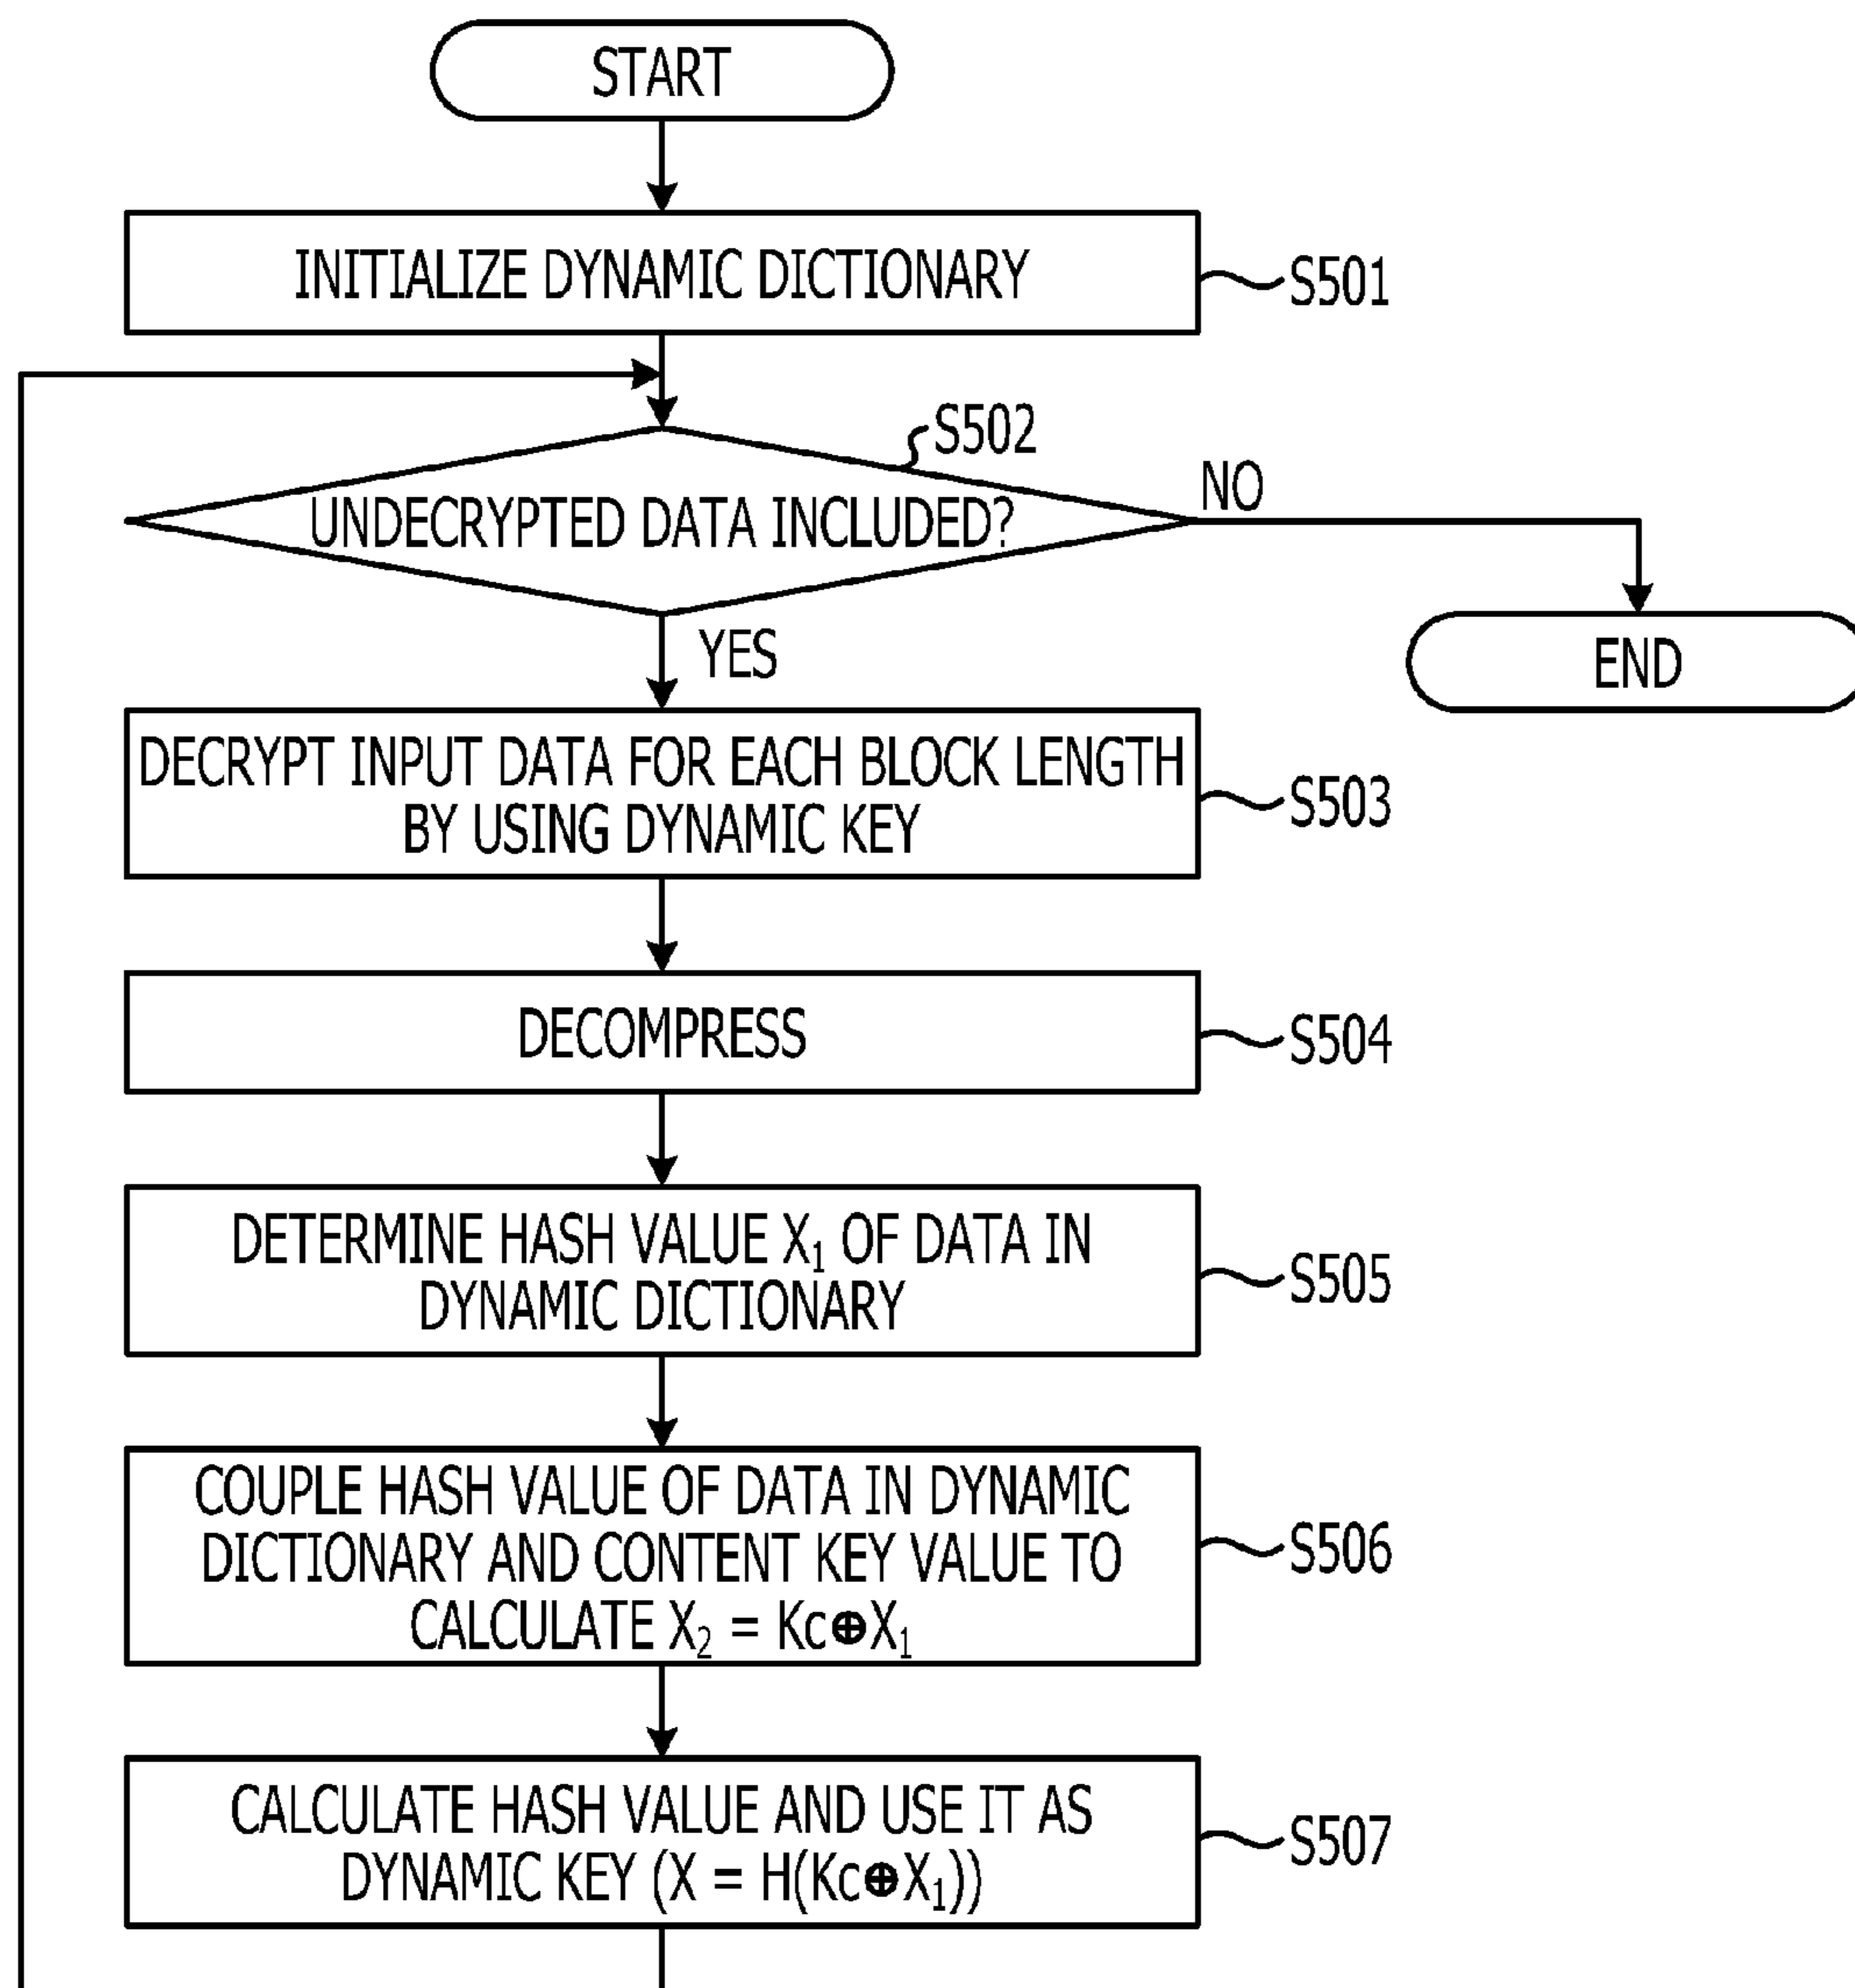 START
INITIALIZE DYNAMIC DICTIONARY
S501
S502
UNDECRYPTED DATA INCLUDED?
NO
YES
END
DECRYPT INPUT DATA FOR EACH BLOCK LENGTH
BY USING DYNAMIC KEY
S503
DECOMPRESS
S504
DETERMINE HASH VALUE X₁ OF DATA IN
DYNAMIC DICTIONARY
S505
COUPLE HASH VALUE OF DATA IN DYNAMIC
DICTIONARY AND CONTENT KEY VALUE TO
CALCULATE X₂ = Kc⊕X₁
S506
CALCULATE HASH VALUE AND USE IT AS
DYNAMIC KEY (X = H(Kc⊕X₁))
S507